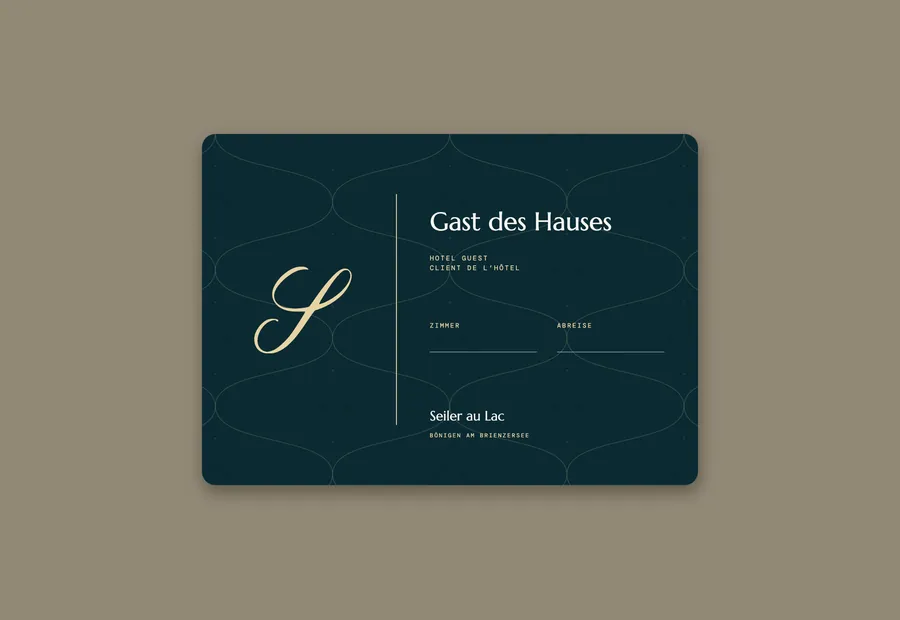 S
Gast des Hauses
HOTEL GUEST
CLIENT DE L'HÔTEL
ZIMMER ABREISE
Seiler au Lac
BÖNIGEN AM BRIENZERSEE